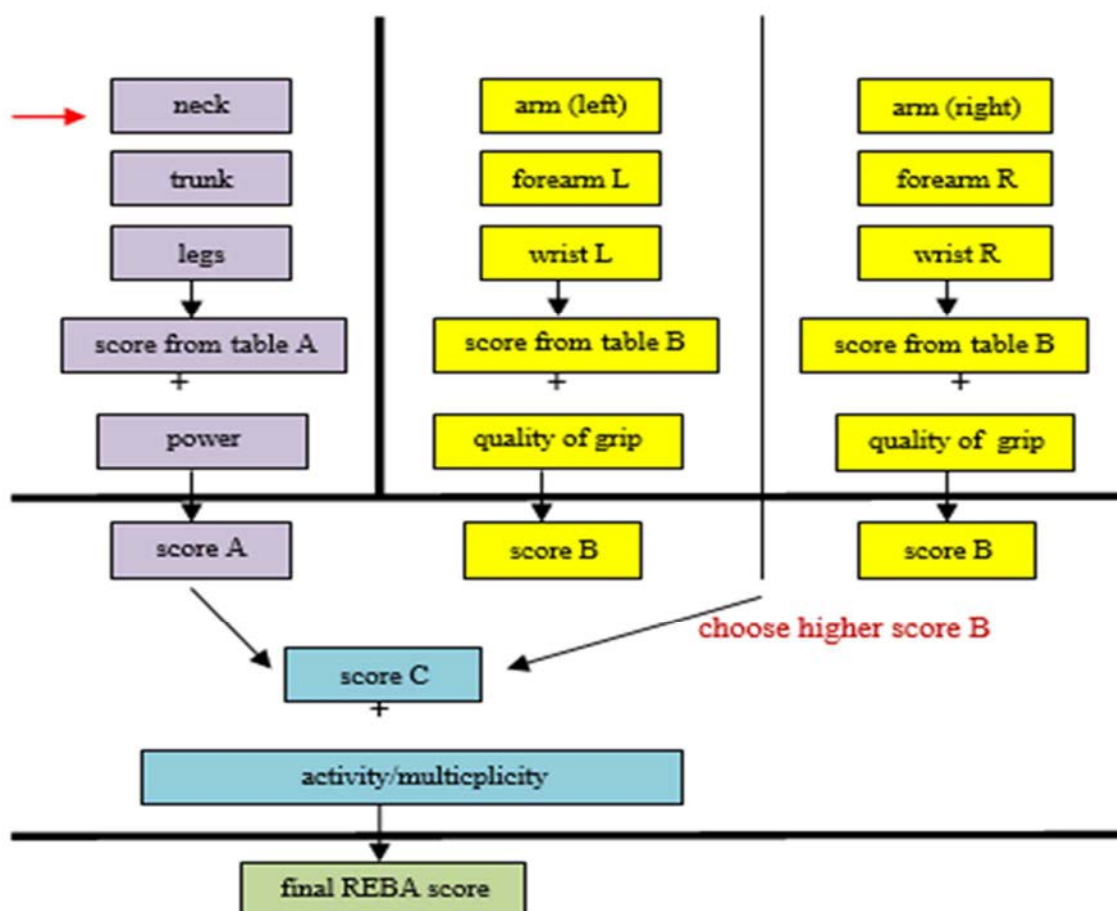 neck
arm (left)
arm (right)
trunk
forearm L
forearm R
legs
wrist L
wrist R
score from table A
score from table B
score from table B
+
+
+
power
quality of grip
quality of grip
score A
score B
score B
choose higher score B
score C
+
activity/multicplicity
final REBA score